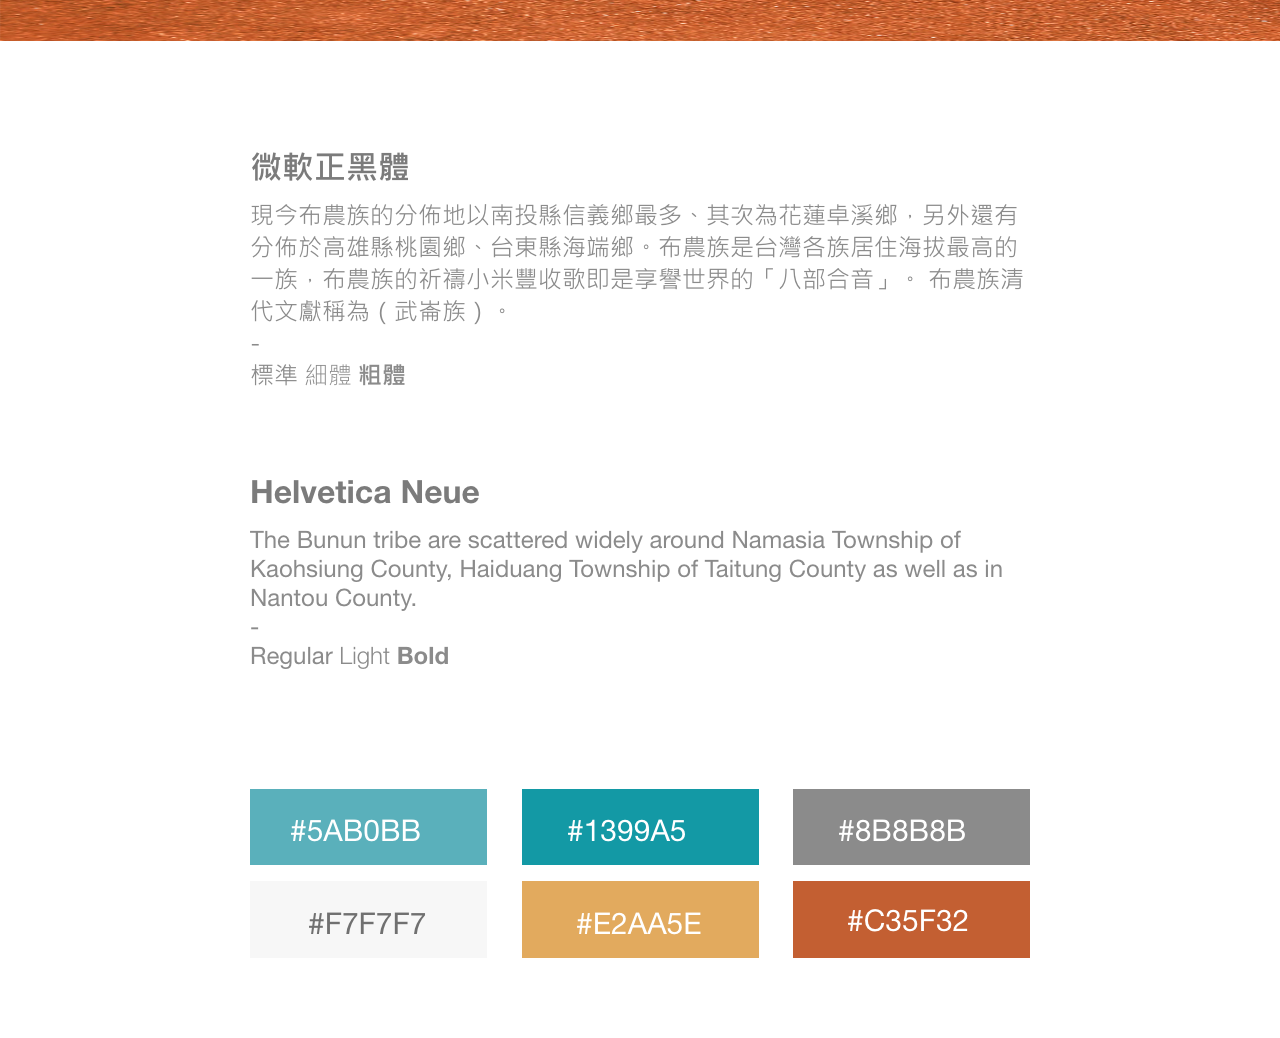 微軟正黑體
現今布農族的分佈地以南投縣信義鄉最多、其次為花蓮卓溪鄉，另外還有
分佈於高雄縣桃園鄉、台東縣海端鄉。布農族是台灣各族居住海拔最高的
一族，布農族的祈禱小米豐收歌即是享譽世界的「八部合音」。 布農族清
代文獻稱為（武崙族）。
-
標準 細體 粗體
Helvetica Neue
The Bunun tribe are scattered widely around Namasia Township of
Kaohsiung County, Haiduang Township of Taitung County as well as in
Nantou County.
-
Regular Light Bold
#5AB0BB #1399A5 #8B8B8B
#F7F7F7 #E2AA5E #C35F32